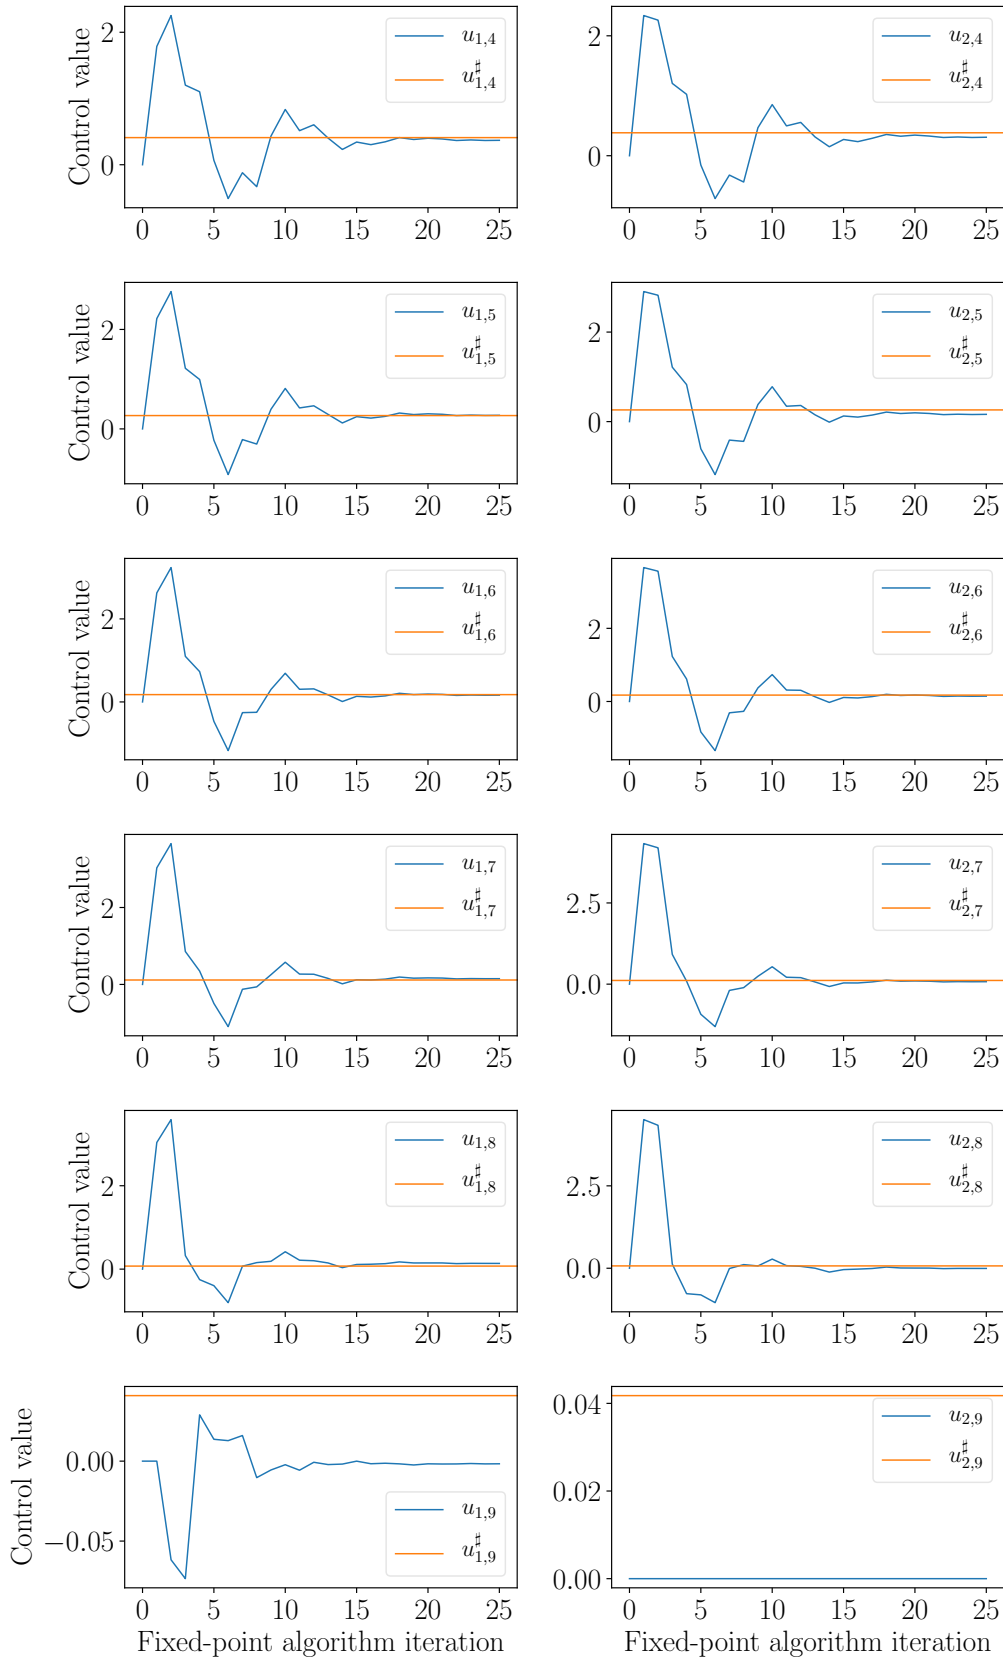 Control value
2
0
0 5 10 15 20 25
u1,4
u♯1,4
2
0
0 5 10 15 20 25
u2,4
u♯2,4
Control value
2
0
0 5 10 15 20 25
u1,5
u♯1,5
2
0
0 5 10 15 20 25
u2,5
u♯2,5
Control value
2
0
0 5 10 15 20 25
u1,6
u♯1,6
2
0
0 5 10 15 20 25
u2,6
u♯2,6
Control value
2
0
0 5 10 15 20 25
u1,7
u♯1,7
2.5
0.0
0 5 10 15 20 25
u2,7
u♯2,7
Control value
2
0
0 5 10 15 20 25
u1,8
u♯1,8
2.5
0.0
0 5 10 15 20 25
u2,8
u♯2,8
Control value
0.00
−0.05
0 5 10 15 20 25
u1,9
u♯1,9
Fixed-point algorithm iteration
0.04
0.02
0.00
0 5 10 15 20 25
u2,9
u♯2,9
Fixed-point algorithm iteration